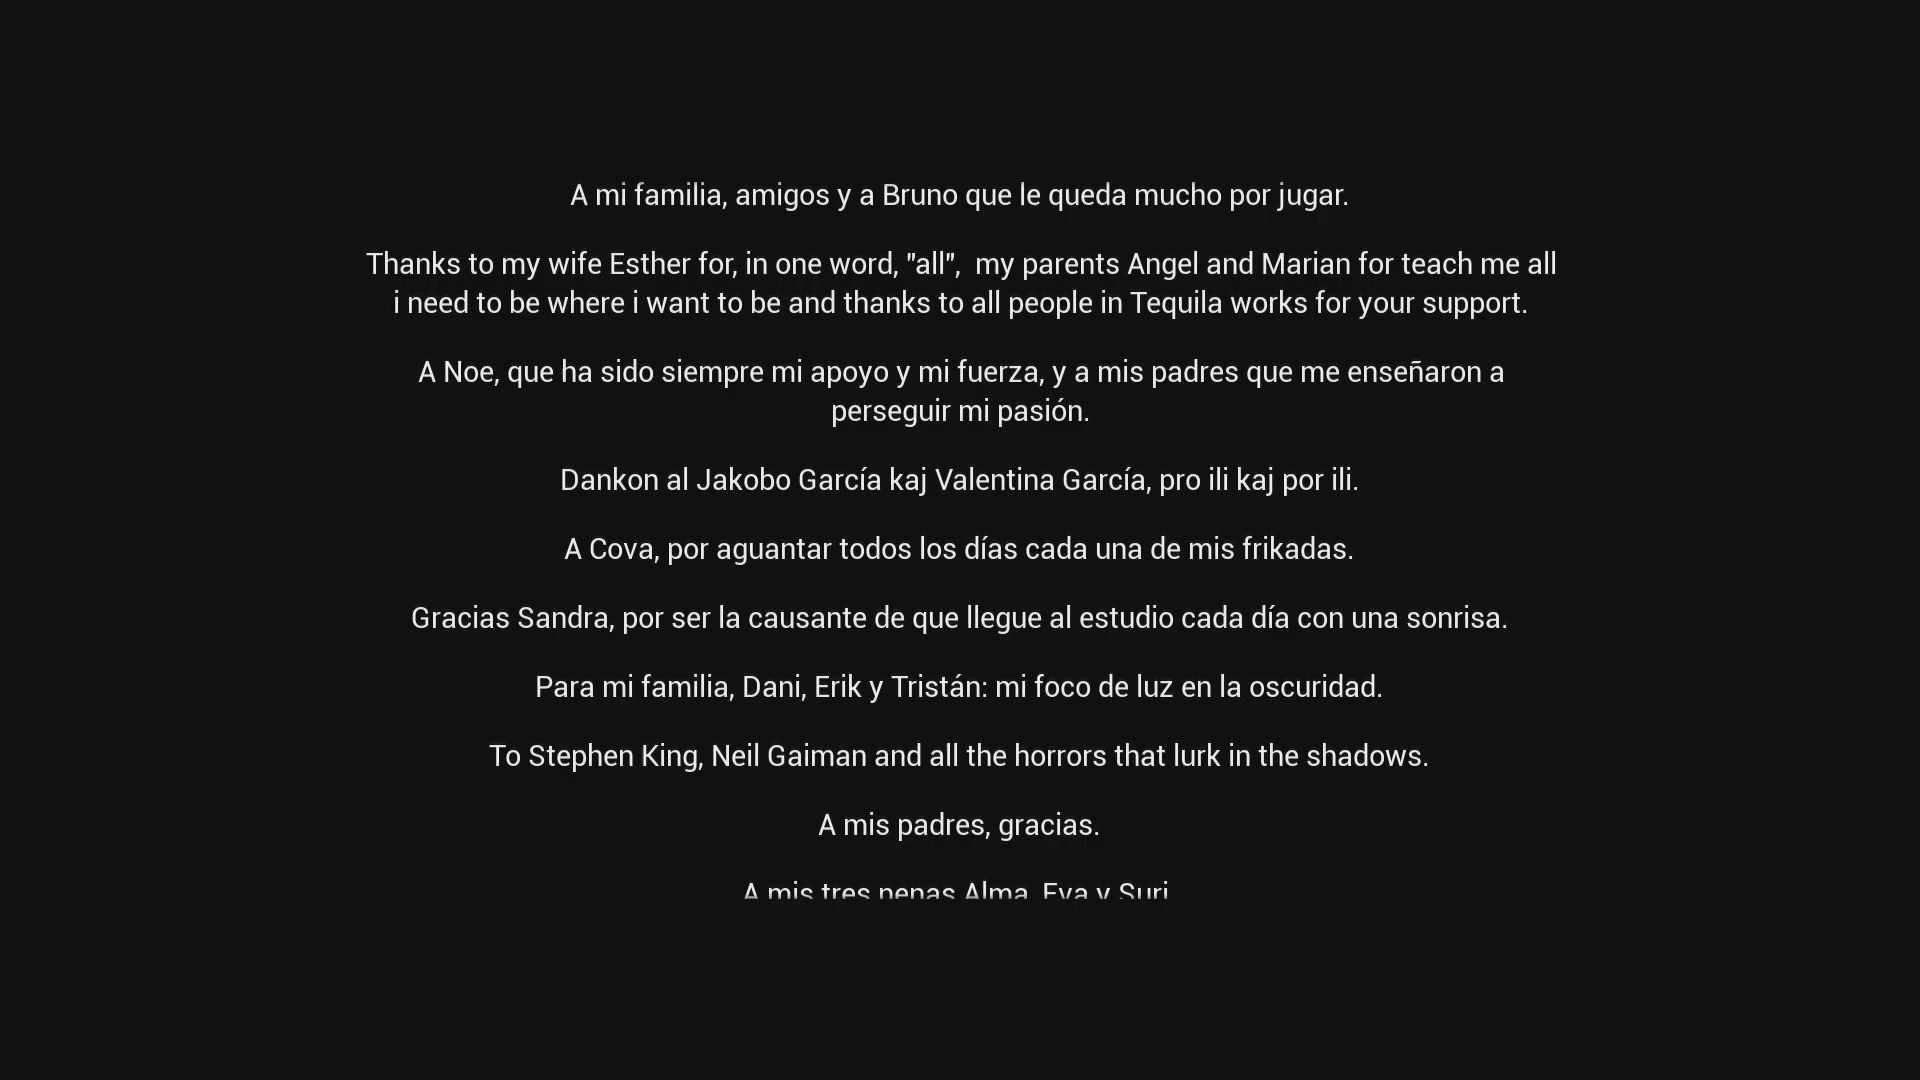 A mi familia, amigos y a Bruno que le queda mucho por jugar.
Thanks to my wife Esther for, in one word, "all",  my parents Angel and Marian for teach me all
i need to be where i want to be and thanks to all people in Tequila works for your support.
A Noe, que ha sido siempre mi apoyo y mi fuerza, y a mis padres que me enseñaron a
perseguir mi pasión.
Dankon al Jakobo García kaj Valentina García, pro ili kaj por ili.
A Cova, por aguantar todos los días cada una de mis frikadas.
Gracias Sandra, por ser la causante de que llegue al estudio cada día con una sonrisa.
Para mi familia, Dani, Erik y Tristán: mi foco de luz en la oscuridad.
To Stephen King, Neil Gaiman and all the horrors that lurk in the shadows.
A mis padres, gracias.
A mis tres nenas Alma, Eva y Suri